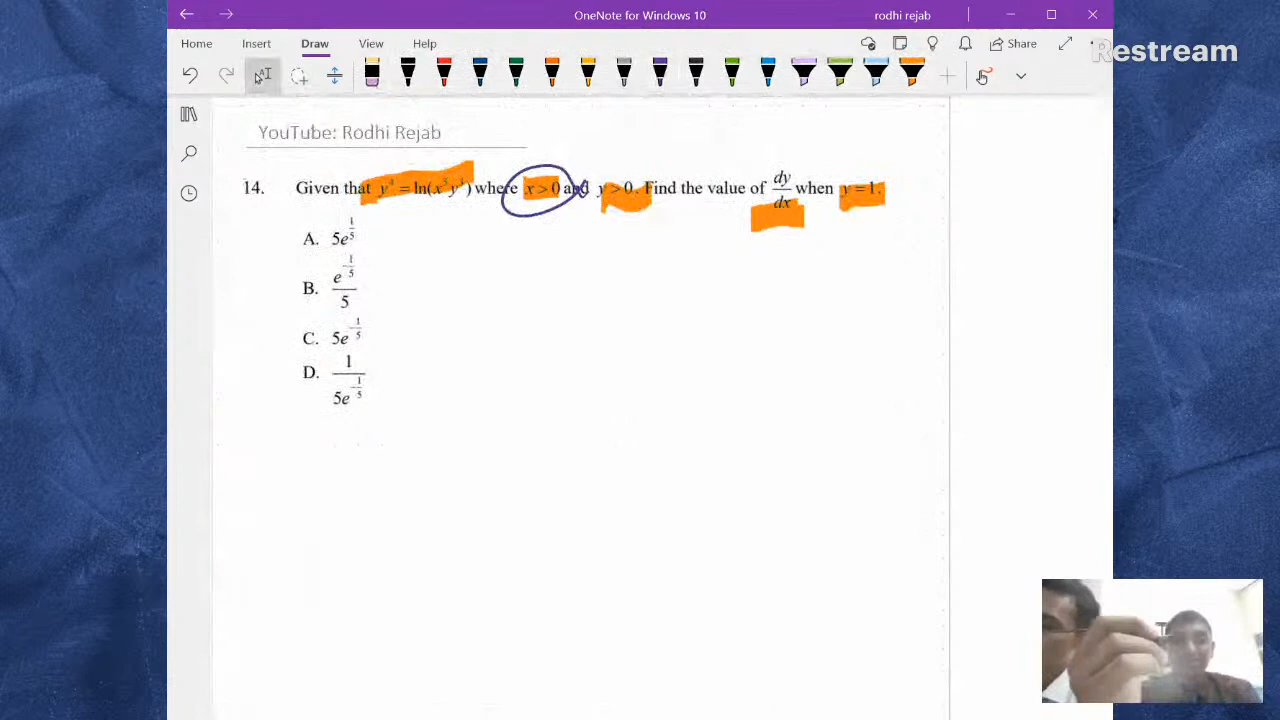 OneNote for Windows 10
rodhi rejab
Home Insert Draw View Help
Share
Restream
YouTube: Rodhi Rejab
14. Given that y⁴ = ln(x⁵y³) where x > 0 and y > 0. Find the value of dy/dx when y = 1.
A. 5e^(1/5)
B. e^(-1/5)/5
C. 5e^(-1/5)
D. 1/(5e^(-1/5))